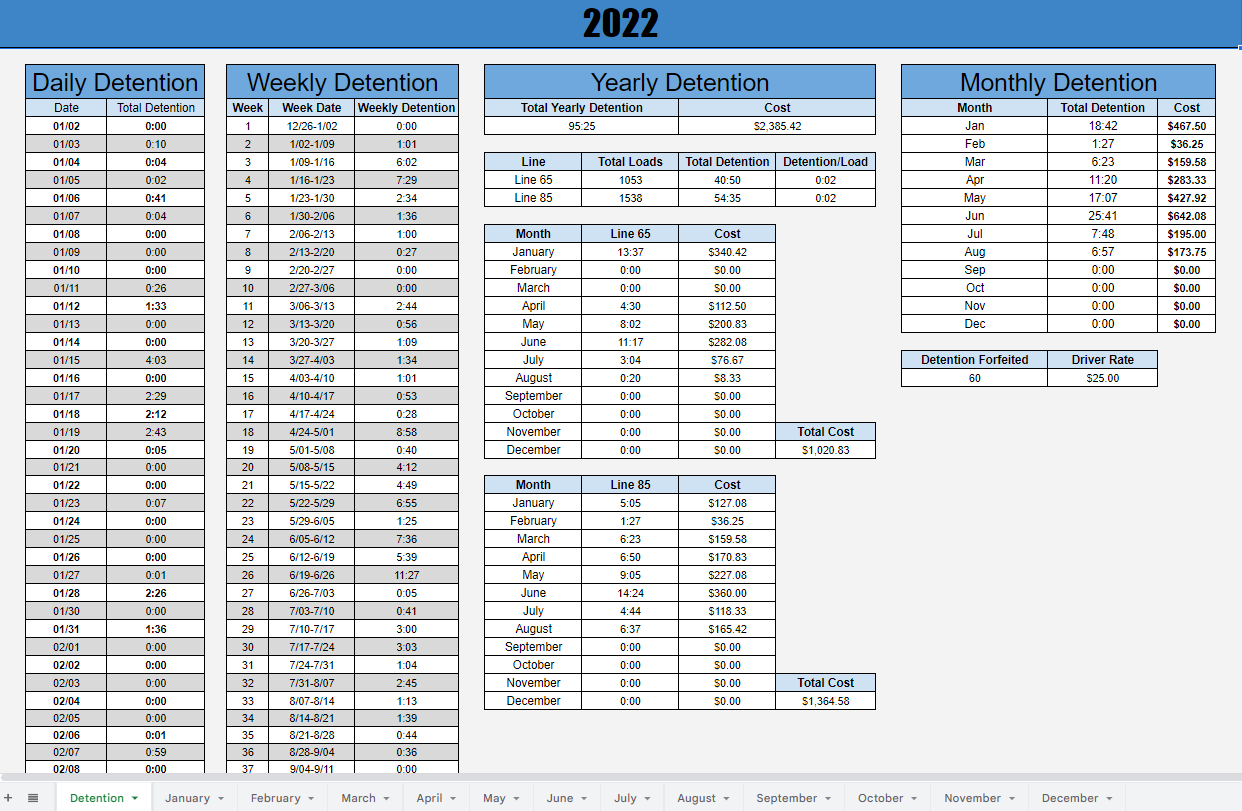 2022
Daily Detention
Date Total Detention
01/02 0:00
01/03 0:10
01/04 0:04
01/05 0:02
01/06 0:41
01/07 0:04
01/08 0:00
01/09 0:00
01/10 0:00
01/11 0:26
01/12 1:33
01/13 0:00
01/14 0:00
01/15 4:03
01/16 0:00
01/17 2:29
01/18 2:12
01/19 2:43
01/20 0:05
01/21 0:00
01/22 0:00
01/23 0:07
01/24 0:00
01/25 0:00
01/26 0:00
01/27 0:01
01/28 2:26
01/30 0:00
01/31 1:36
02/01 0:00
02/02 0:00
02/03 0:00
02/04 0:00
02/05 0:00
02/06 0:01
02/07 0:59
02/08 0:00
Weekly Detention
Week Week Date Weekly Detention
1 12/26-1/02 0:00
2 1/02-1/09 1:01
3 1/09-1/16 6:02
4 1/16-1/23 7:29
5 1/23-1/30 2:34
6 1/30-2/06 1:36
7 2/06-2/13 1:00
8 2/13-2/20 0:27
9 2/20-2/27 0:00
10 2/27-3/06 0:00
11 3/06-3/13 2:44
12 3/13-3/20 0:56
13 3/20-3/27 1:09
14 3/27-4/03 1:34
15 4/03-4/10 1:01
16 4/10-4/17 0:53
17 4/17-4/24 0:28
18 4/24-5/01 8:58
19 5/01-5/08 0:40
20 5/08-5/15 4:12
21 5/15-5/22 4:49
22 5/22-5/29 6:55
23 5/29-6/05 1:25
24 6/05-6/12 7:36
25 6/12-6/19 5:39
26 6/19-6/26 11:27
27 6/26-7/03 0:05
28 7/03-7/10 0:41
29 7/10-7/17 3:00
30 7/17-7/24 3:03
31 7/24-7/31 1:04
32 7/31-8/07 2:45
33 8/07-8/14 1:13
34 8/14-8/21 1:39
35 8/21-8/28 0:44
36 8/28-9/04 0:36
37 9/04-9/11 0:00
Yearly Detention
Total Yearly Detention Cost
95:25 $2,385.42
Line Total Loads Total Detention Detention/Load
Line 65 1053 40:50 0:02
Line 85 1538 54:35 0:02
Month Line 65 Cost
January 13:37 $340.42
February 0:00 $0.00
March 0:00 $0.00
April 4:30 $112.50
May 8:02 $200.83
June 11:17 $282.08
July 3:04 $76.67
August 0:20 $8.33
September 0:00 $0.00
October 0:00 $0.00
November 0:00 $0.00 Total Cost
December 0:00 $0.00 $1,020.83
Month Line 85 Cost
January 5:05 $127.08
February 1:27 $36.25
March 6:23 $159.58
April 6:50 $170.83
May 9:05 $227.08
June 14:24 $360.00
July 4:44 $118.33
August 6:37 $165.42
September 0:00 $0.00
October 0:00 $0.00
November 0:00 $0.00 Total Cost
December 0:00 $0.00 $1,364.58
Monthly Detention
Month Total Detention Cost
Jan 18:42 $467.50
Feb 1:27 $36.25
Mar 6:23 $159.58
Apr 11:20 $283.33
May 17:07 $427.92
Jun 25:41 $642.08
Jul 7:48 $195.00
Aug 6:57 $173.75
Sep 0:00 $0.00
Oct 0:00 $0.00
Nov 0:00 $0.00
Dec 0:00 $0.00
Detention Forfeited Driver Rate
60 $25.00
Detention January February March April May June July August September October November December